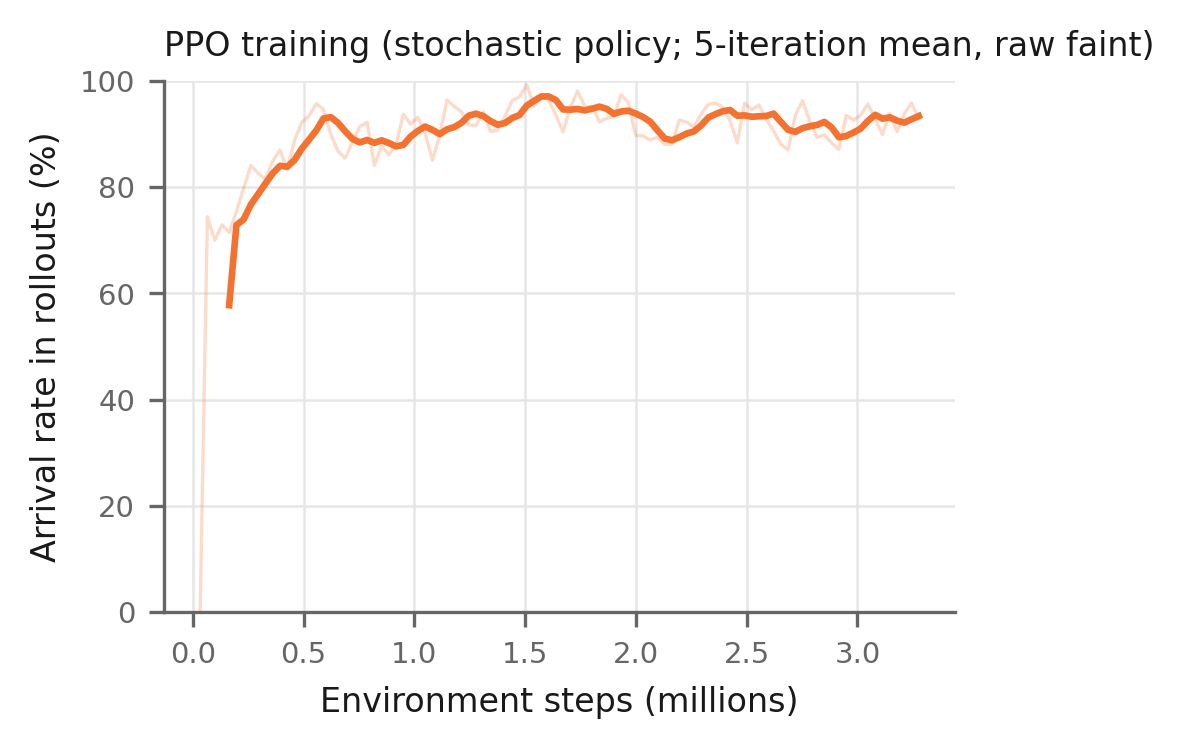 PPO training (stochastic policy; 5-iteration mean, raw faint)
Arrival rate in rollouts (%)
100
80
60
40
20
0
0.0 0.5 1.0 1.5 2.0 2.5 3.0
Environment steps (millions)